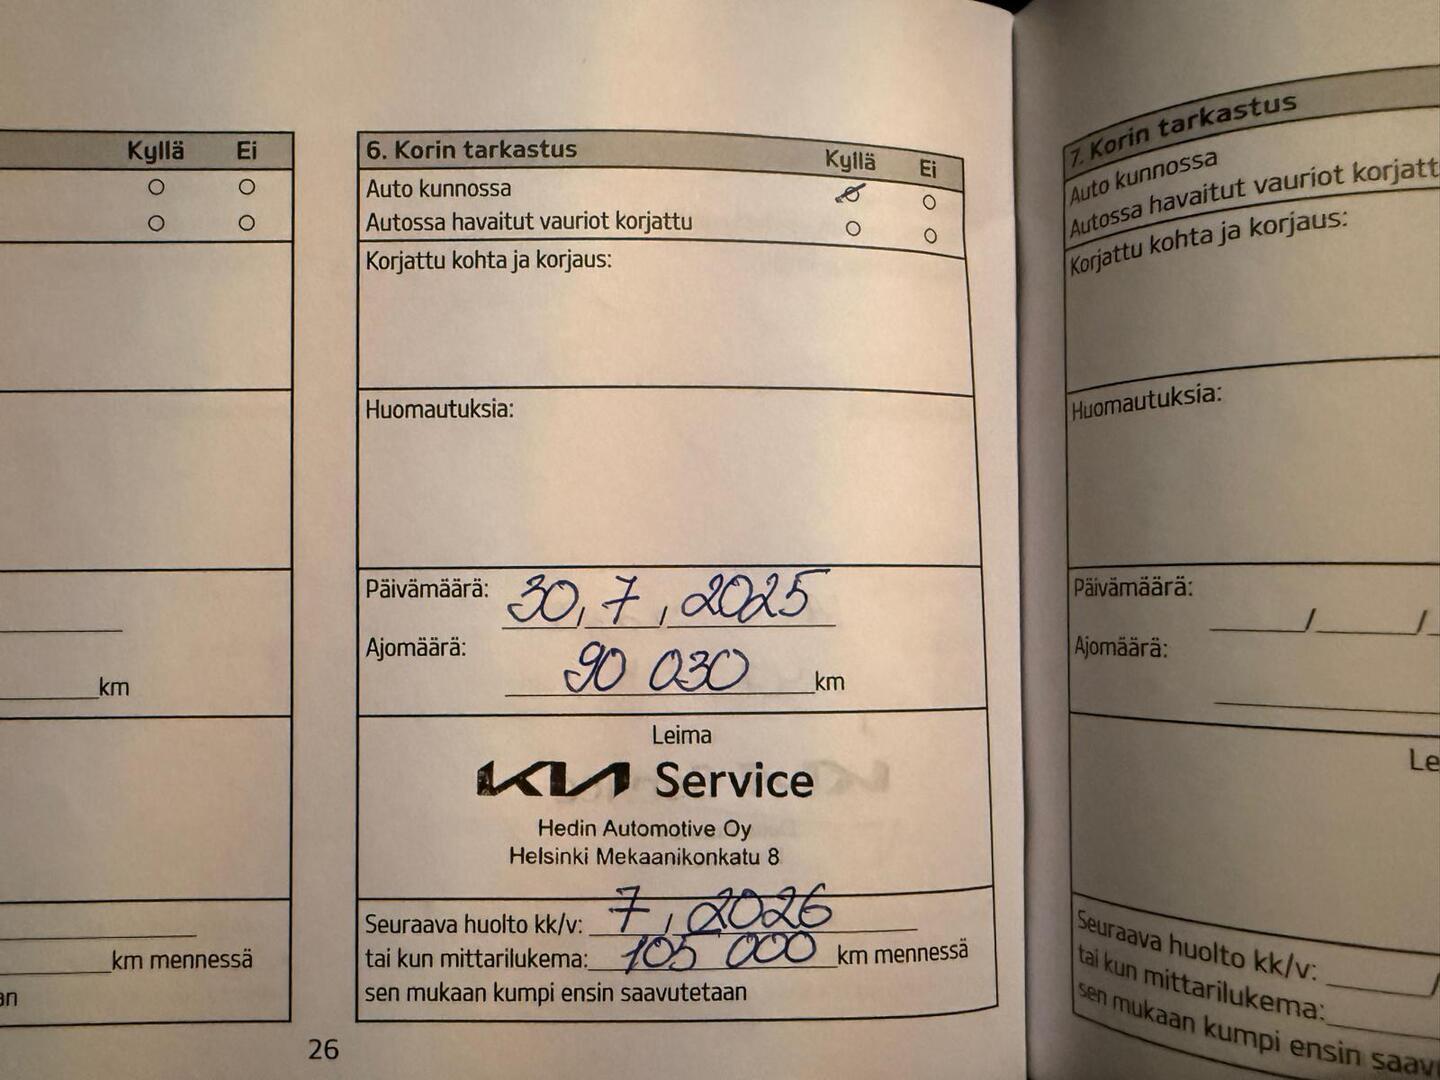 Kyllä Ei
km
km mennessä
an
6. Korin tarkastus Kyllä Ei
Auto kunnossa
Autossa havaitut vauriot korjattu
Korjattu kohta ja korjaus:
Huomautuksia:
Päivämäärä: 30, 7, 2025
Ajomäärä: 90 030 km
Leima
KIA Service
Hedin Automotive Oy
Helsinki Mekaanikonkatu 8
Seuraava huolto kk/v: 7, 2026
tai kun mittarilukema: 105 000 km mennessä
sen mukaan kumpi ensin saavutetaan
26
7. Korin tarkastus
Auto kunnossa
Autossa havaitut vauriot korjatt
Korjattu kohta ja korjaus:
Huomautuksia:
Päivämäärä: / /
Ajomäärä:
Le
Seuraava huolto kk/v: /
tai kun mittarilukema:
sen mukaan kumpi ensin saav